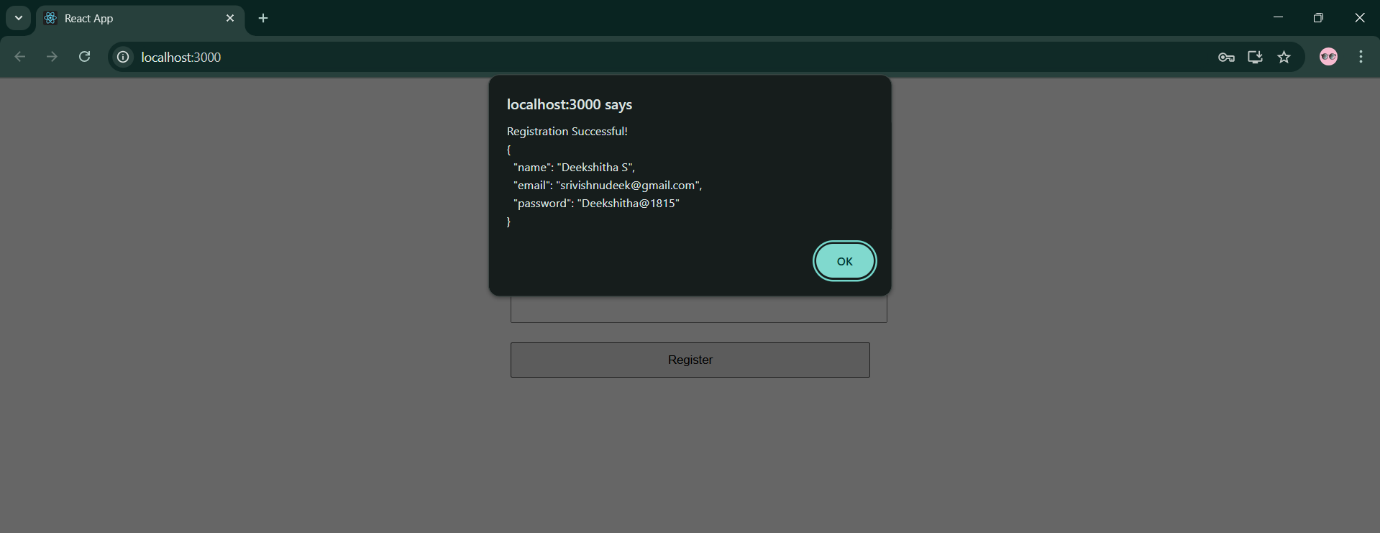 React App
localhost:3000
localhost:3000 says
Registration Successful!
{
"name": "Deekshitha S",
"email": "srivishnudeek@gmail.com",
"password": "Deekshitha@1815"
}
OK
Register